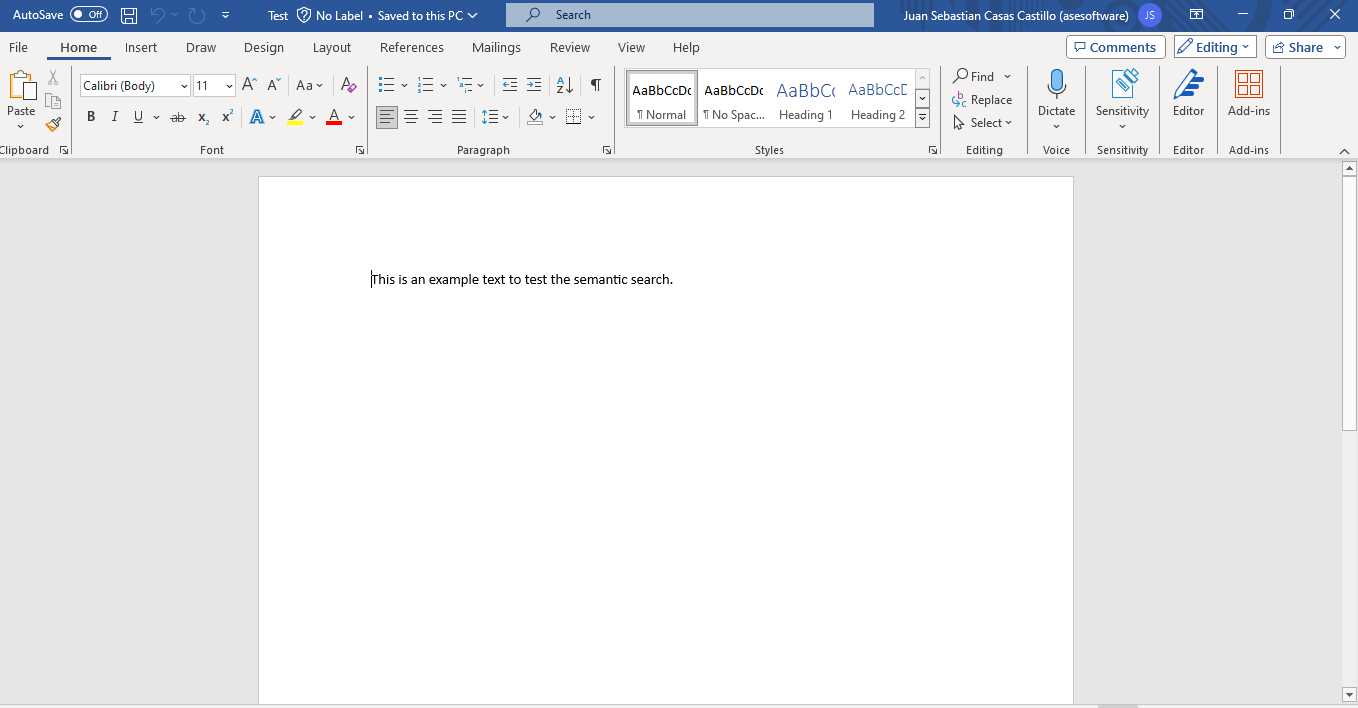 AutoSave Off Test No Label • Saved to this PC Search Juan Sebastian Casas Castillo (asesoftware) JS
File Home Insert Draw Design Layout References Mailings Review View Help Comments Editing Share
Paste
Clipboard
Calibri (Body) 11 A A Aa A
B I U ab x2 x2 A A
Font
A Z ¶
Paragraph
AaBbCcDc AaBbCcDc AaBbCc AaBbCcD
¶ Normal ¶ No Spac... Heading 1 Heading 2
Styles
Find
Replace
Select
Editing
Dictate
Voice
Sensitivity
Sensitivity
Editor
Editor
Add-ins
Add-ins
This is an example text to test the semantic search.